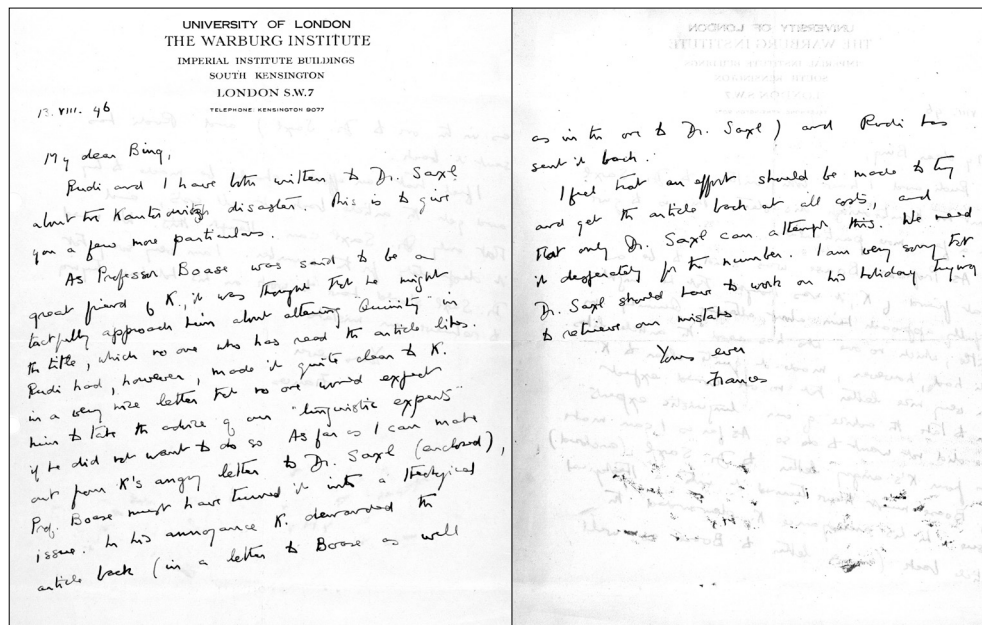 UNIVERSITY OF LONDON
THE WARBURG INSTITUTE
IMPERIAL INSTITUTE BUILDINGS
SOUTH KENSINGTON
LONDON S.W.7
TELEPHONE: KENSINGTON 9077
13. VIII. 46
My dear Bing,
Rudi and I have both written to Dr. Saxl
about the Kantorowicz disaster. This is to give
you a few more particulars.
As Professor Boase was said to be a
great friend of K, it was thought that he might
tactfully approach him about altering "Quinity" in
the title, which no one who has read the article likes.
Rudi had, however, made it quite clear to K.
in a very nice letter that no one would expect
him to take the advice of our "linguistic experts"
if he did not want to do so. As far as I can make
out from K's angry letter to Dr. Saxl (enclosed),
Prof. Boase must have turned it into a theological
issue. In his annoyance K. demanded the
article back (in a letter to Boase as well
as in the one to Dr. Saxl) and Rudi has
sent it back.
I feel that an effort should be made to try
and get the article back at all costs, and
that only Dr. Saxl can attempt this. We need
it desperately for the number. I am very sorry that
Dr. Saxl should have to work on his holiday trying
to retrieve our mistake
Yours ever
Frances